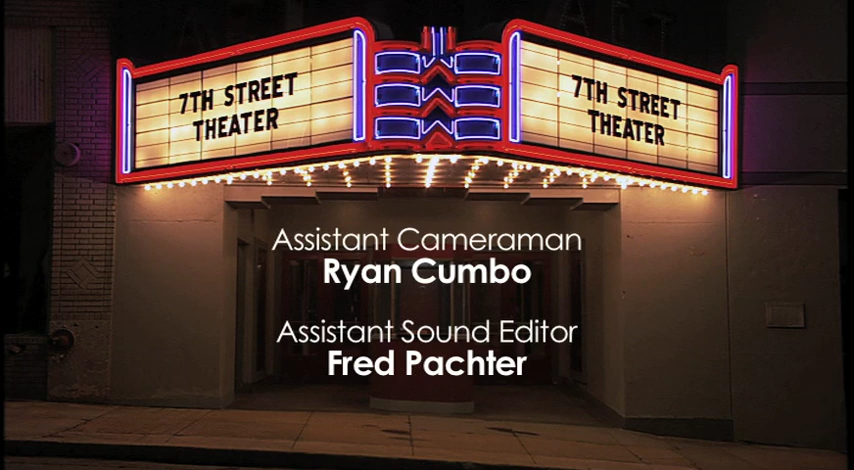 7TH STREET
THEATER
7TH STREET
THEATER
Assistant Cameraman
Ryan Cumbo
Assistant Sound Editor
Fred Pachter